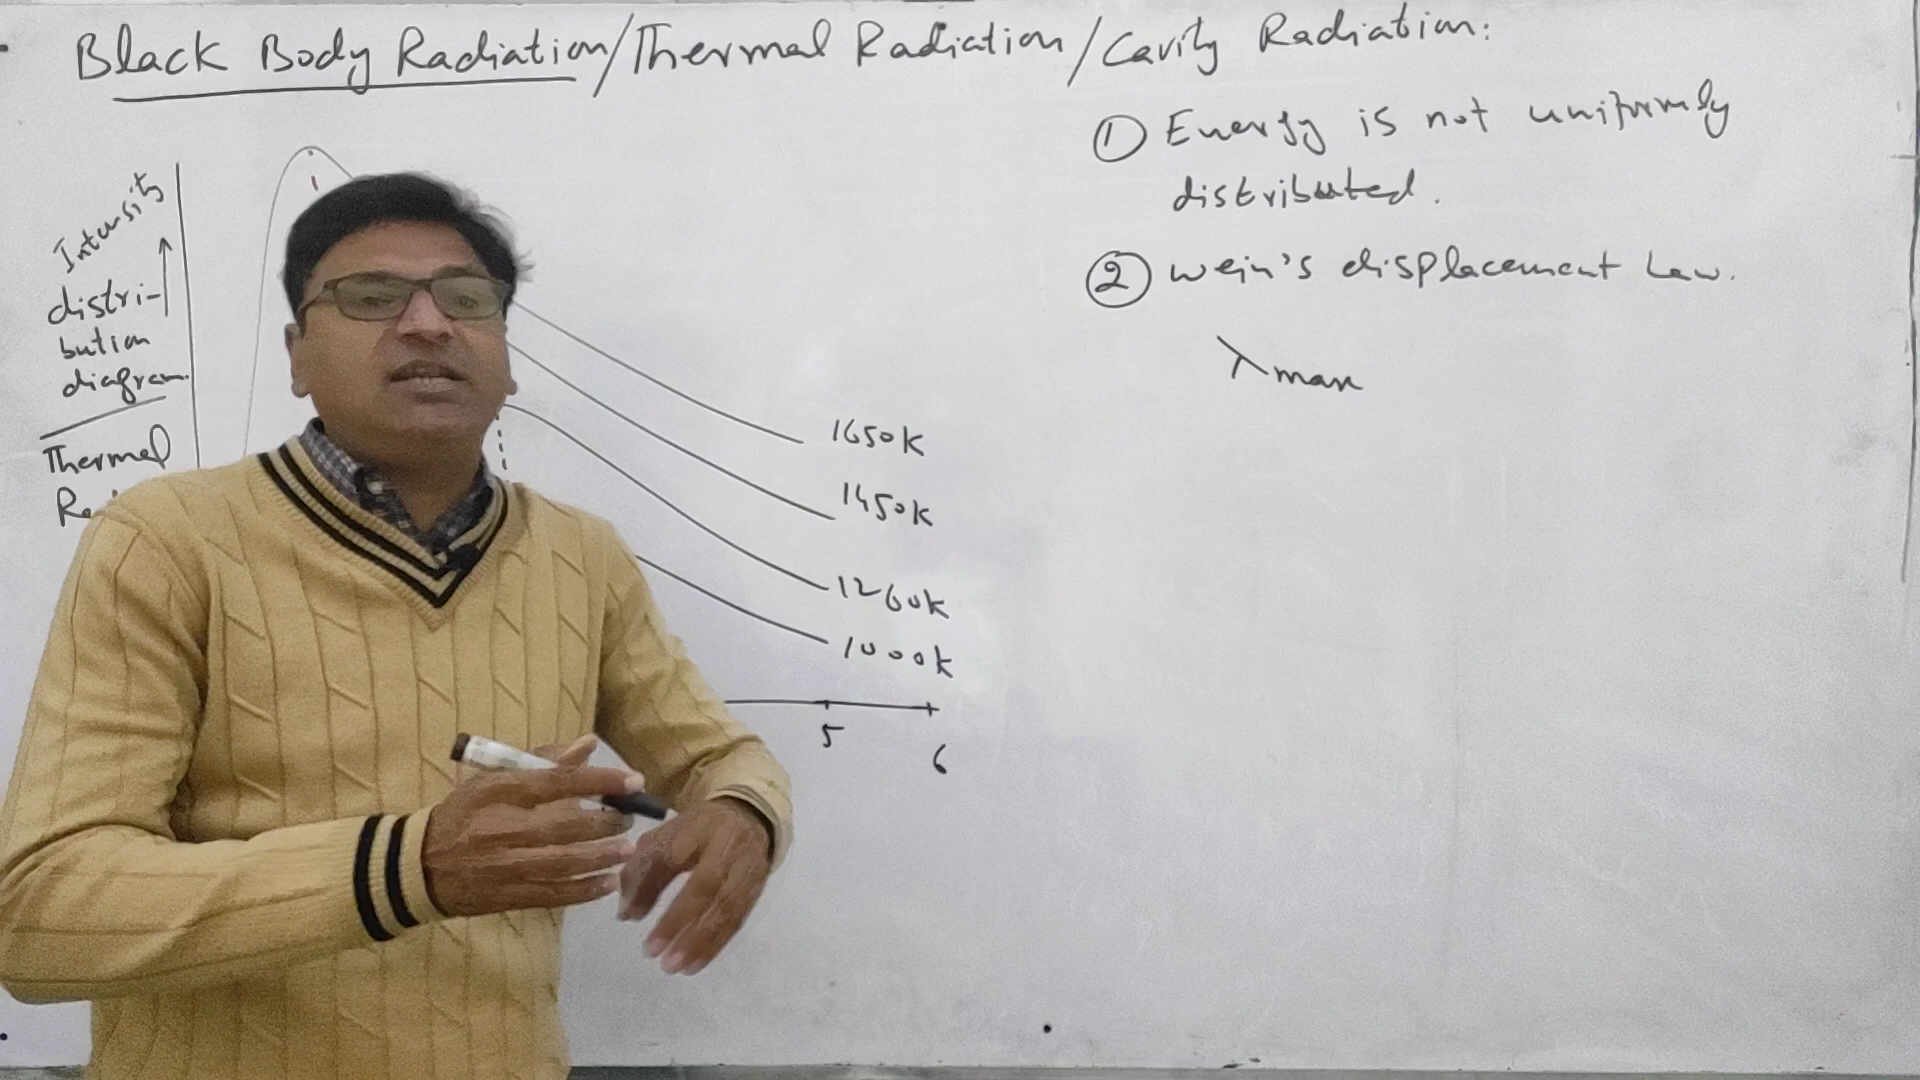 Black Body Radiation/Thermal Radiation/Cavity Radiation:
① Energy is not uniformly
distributed.
② Wein's displacement Law.
λmax
Intensity
distri-
bution
diagram
Thermal
1650K
1450K
1260K
1000K
5
6